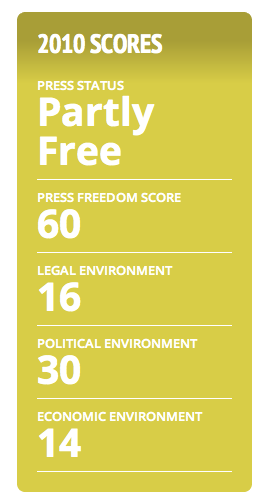 2010 SCORES
PRESS STATUS
Partly
Free
PRESS FREEDOM SCORE
60
LEGAL ENVIRONMENT
16
POLITICAL ENVIRONMENT
30
ECONOMIC ENVIRONMENT
14